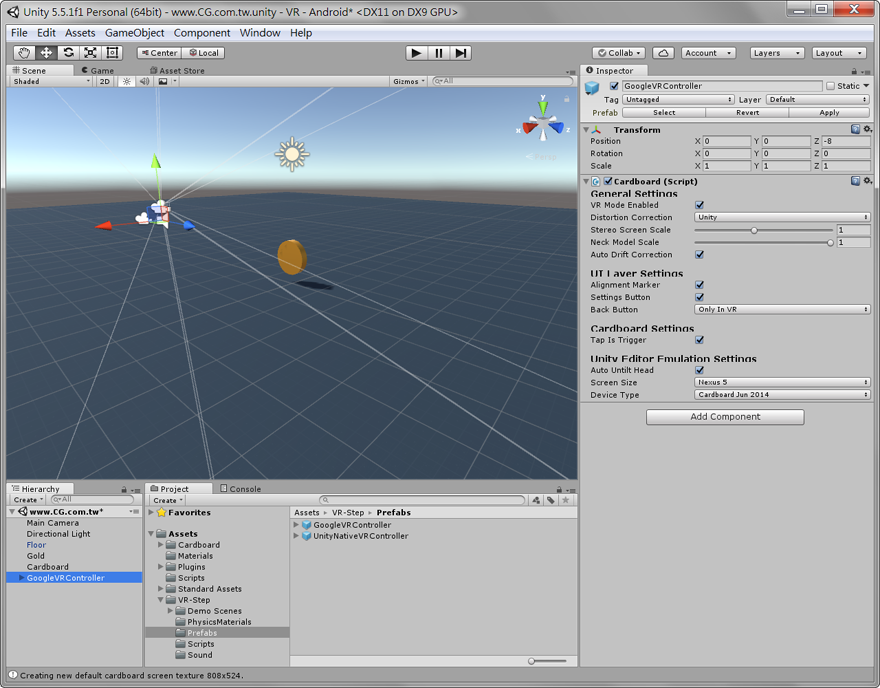 Unity 5.5.1f1 Personal (64bit) - www.CG.com.tw.unity - VR - Android* <DX11 on DX9 GPU>
File Edit Assets GameObject Component Window Help
Center Local Collab Account Layers Layout
Scene Game Asset Store
Shaded 2D Gizmos All
y
x z
Inspector
GoogleVRController Static
Tag Untagged Layer Default
Prefab Select Revert Apply
Transform
Position X 0 Y 0 Z -8
Rotation X 0 Y 0 Z 0
Scale X 1 Y 1 Z 1
Cardboard (Script)
General Settings
VR Mode Enabled
Distortion Correction Unity
Stereo Screen Scale 1
Neck Model Scale 1
Auto Drift Correction
UI Layer Settings
Alignment Marker
Settings Button
Back Button Only In VR
Cardboard Settings
Tap Is Trigger
Unity Editor Emulation Settings
Auto Untilt Head
Screen Size Nexus 5
Device Type Cardboard Jun 2014
Add Component
Hierarchy
Create All
www.CG.com.tw*
Main Camera
Directional Light
Floor
Gold
Cardboard
GoogleVRController
Project Console
Create
Favorites
Assets
Cardboard
Materials
Plugins
Scripts
Standard Assets
VR-Step
Demo Scenes
PhysicsMaterials
Prefabs
Scripts
Sound
Assets VR-Step Prefabs
GoogleVRController
UnityNativeVRController
Creating new default cardboard screen texture 808x524.